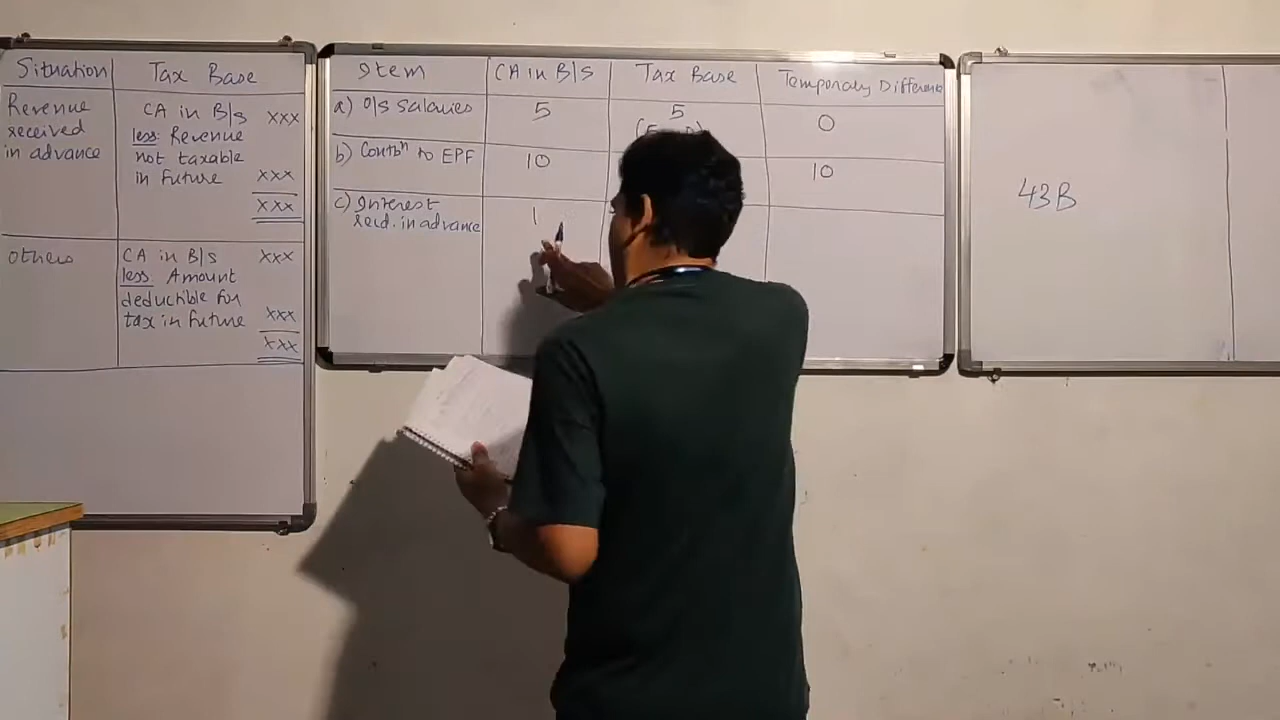 Situation
Tax Base
Revenue
received
in advance
CA in B/s xxx
less: Revenue
not taxable
in future xxx
xxx
others
CA in B/s xxx
less Amount
deductible for
tax in future xxx
xxx
Item
CA in B/S
Tax Base
Temporary Difference
a) O/s Salaries
5
5
0
b) Contbn to EPF
10
10
c) Interest
recd. in advance
1
43B